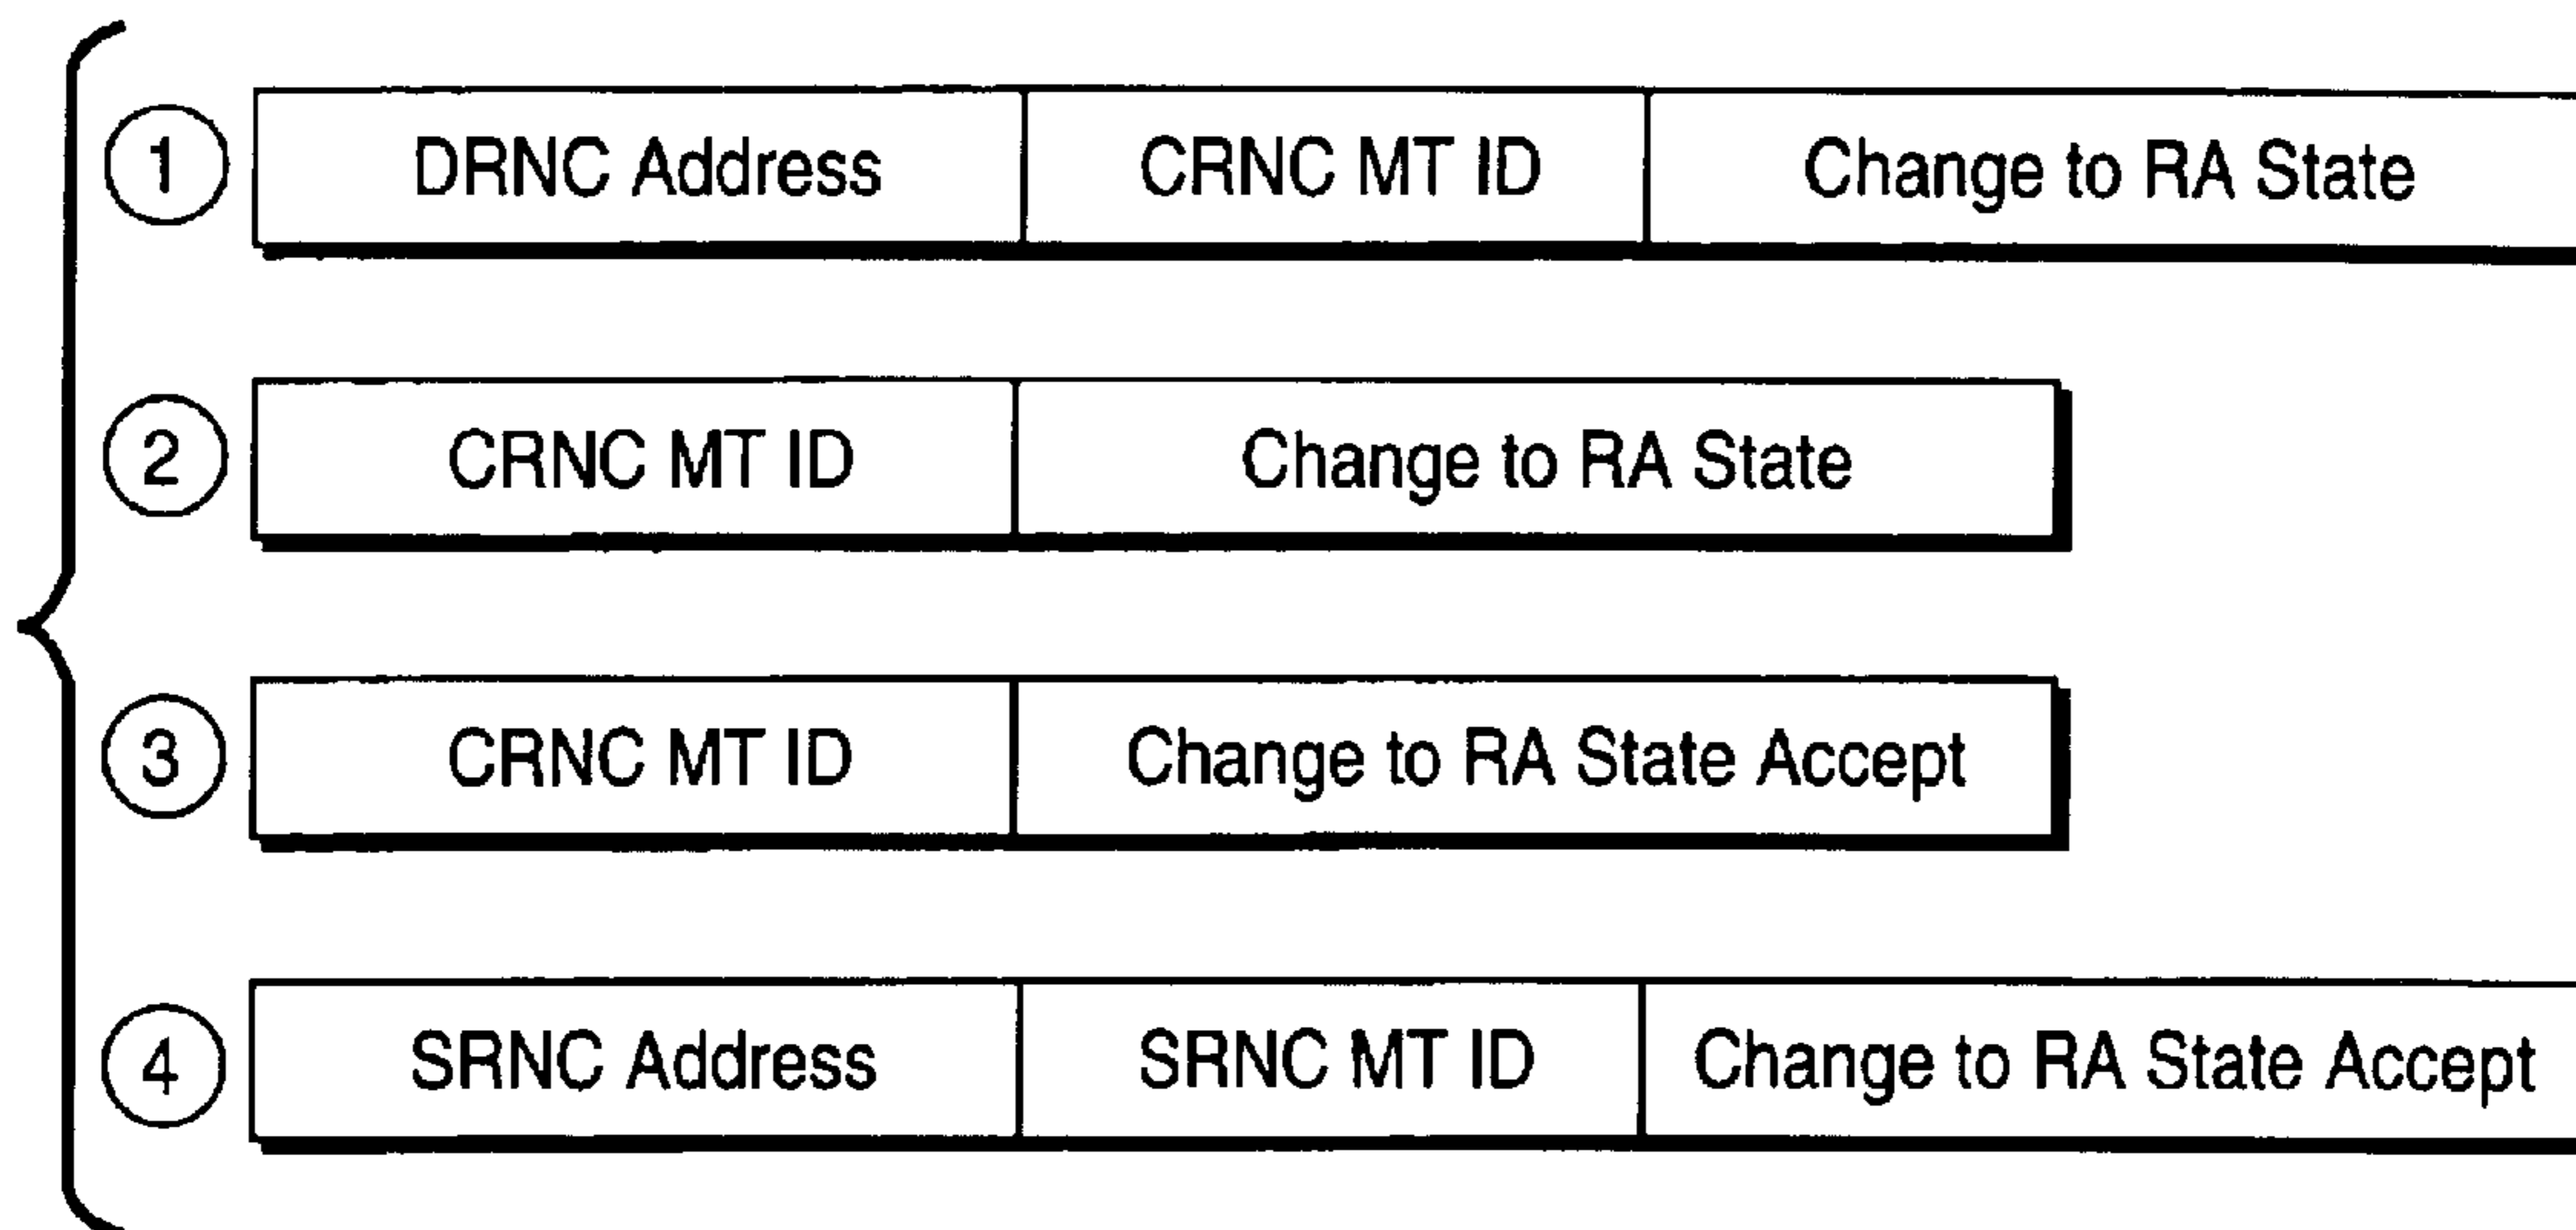 1 DRNC Address CRNC MT ID Change to RA State
2 CRNC MT ID Change to RA State
3 CRNC MT ID Change to RA State Accept
4 SRNC Address SRNC MT ID Change to RA State Accept